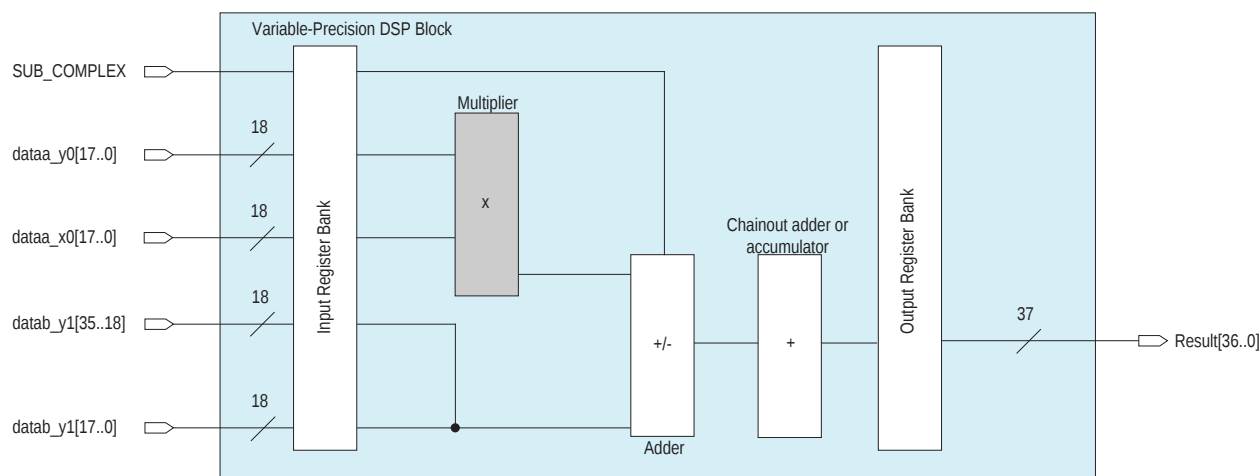 Variable-Precision DSP Block
SUB_COMPLEX
Multiplier
18
dataa_y0[17..0]
x
18
dataa_x0[17..0]
Input Register Bank
Chainout adder or
accumulator
Output Register Bank
18
datab_y1[35..18]
+/-
+
37
Result[36..0]
18
datab_y1[17..0]
Adder